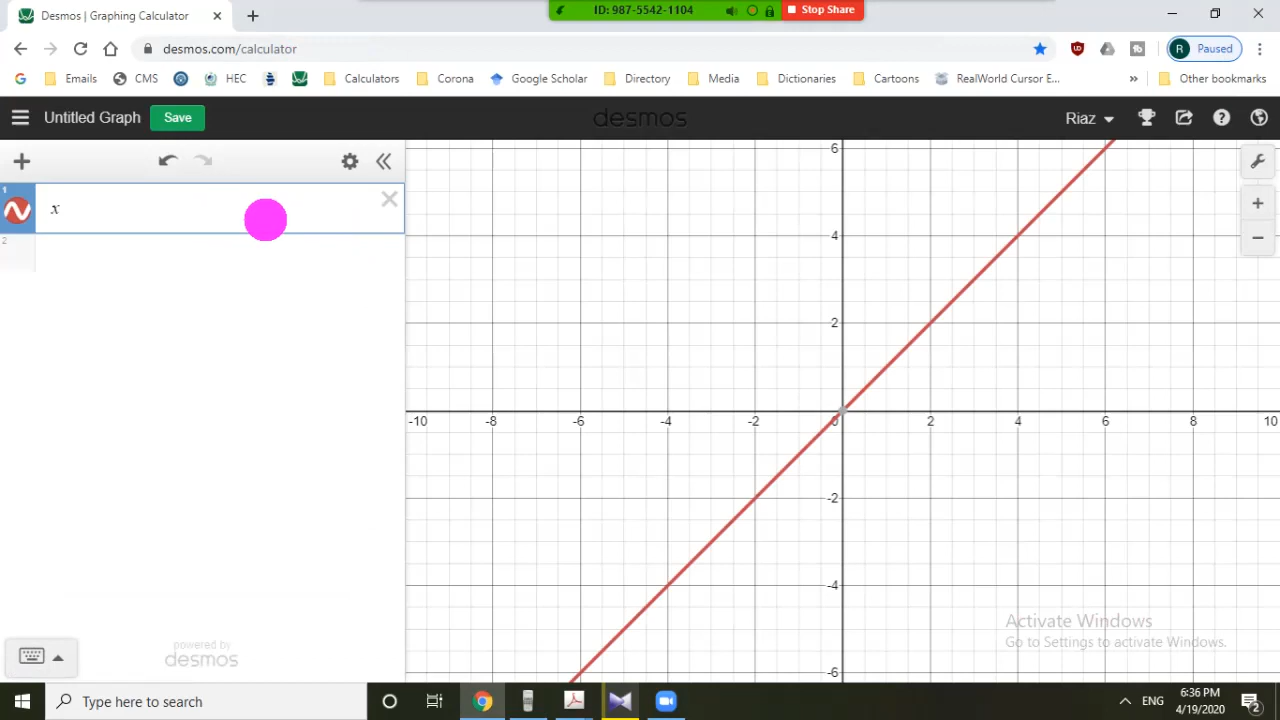 Desmos | Graphing Calculator
ID: 987-5542-1104
Stop Share
desmos.com/calculator
R Paused
G Emails CMS HEC Calculators Corona Google Scholar Directory Media Dictionaries Cartoons RealWorld Cursor E... » Other bookmarks
Untitled Graph Save
desmos
Riaz
1
x
2
6
4
2
-10 -8 -6 -4 -2 0 2 4 6 8 10
-2
-4
-6
Activate Windows
Go to Settings to activate Windows.
powered by
desmos
Type here to search
ENG
6:36 PM
4/19/2020
2